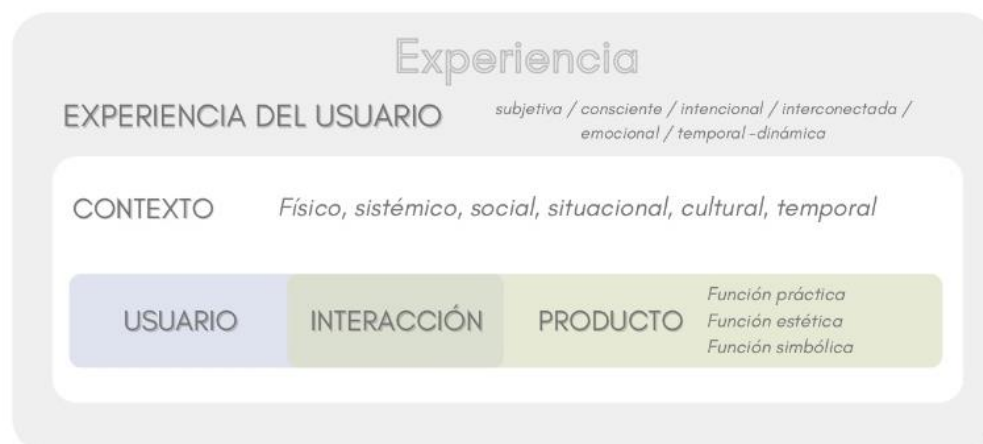 Experiencia
EXPERIENCIA DEL USUARIO
subjetiva / consciente / intencional / interconectada /
emocional / temporal-dinámica
CONTEXTO
Físico, sistémico, social, situacional, cultural, temporal
USUARIO
INTERACCIÓN
PRODUCTO
Función práctica
Función estética
Función simbólica